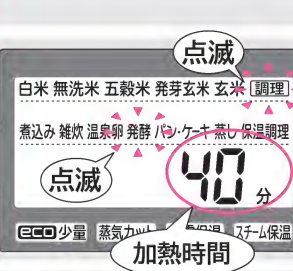 点滅
白米 無洗米 五穀米 発芽玄米 玄米 調理
煮込み 雑炊 温泉卵 発酵 パン・ケーキ 蒸し 保温調理
点滅
40分
eco 少量 蒸気カット 保温 スチーム保温
加熱時間